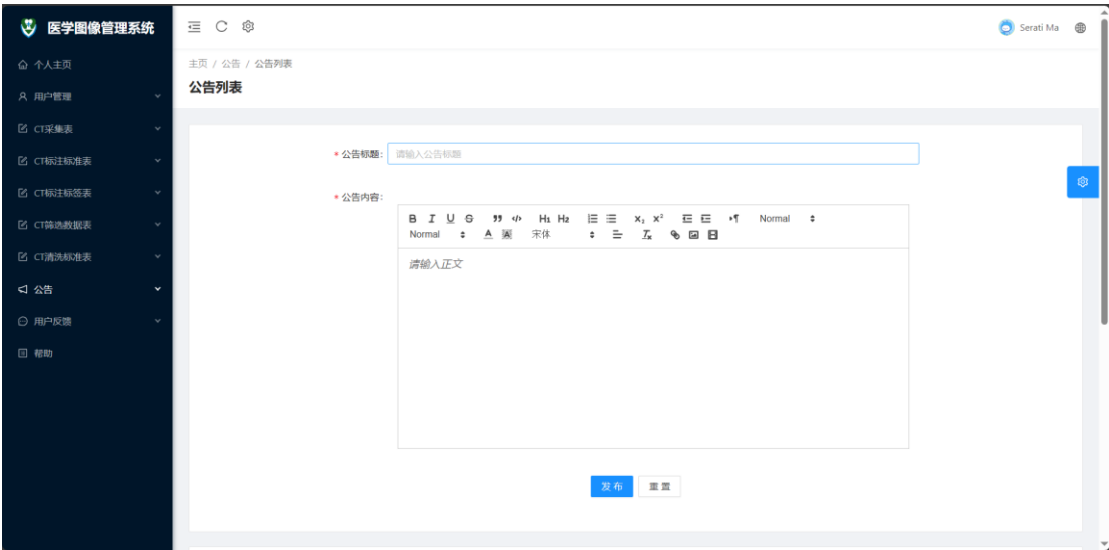 医学图像管理系统
Serati Ma
个人主页
用户管理
CT采集表
CT标注标准表
CT标注标签表
CT筛选数据表
CT清洗标准表
公告
用户反馈
帮助
主页 / 公告 / 公告列表
公告列表
* 公告标题:
请输入公告标题
* 公告内容:
B I U S ” </> H1 H2 X2 X² ¶ Normal
Normal A A 宋体 Tx
请输入正文
发布 重置